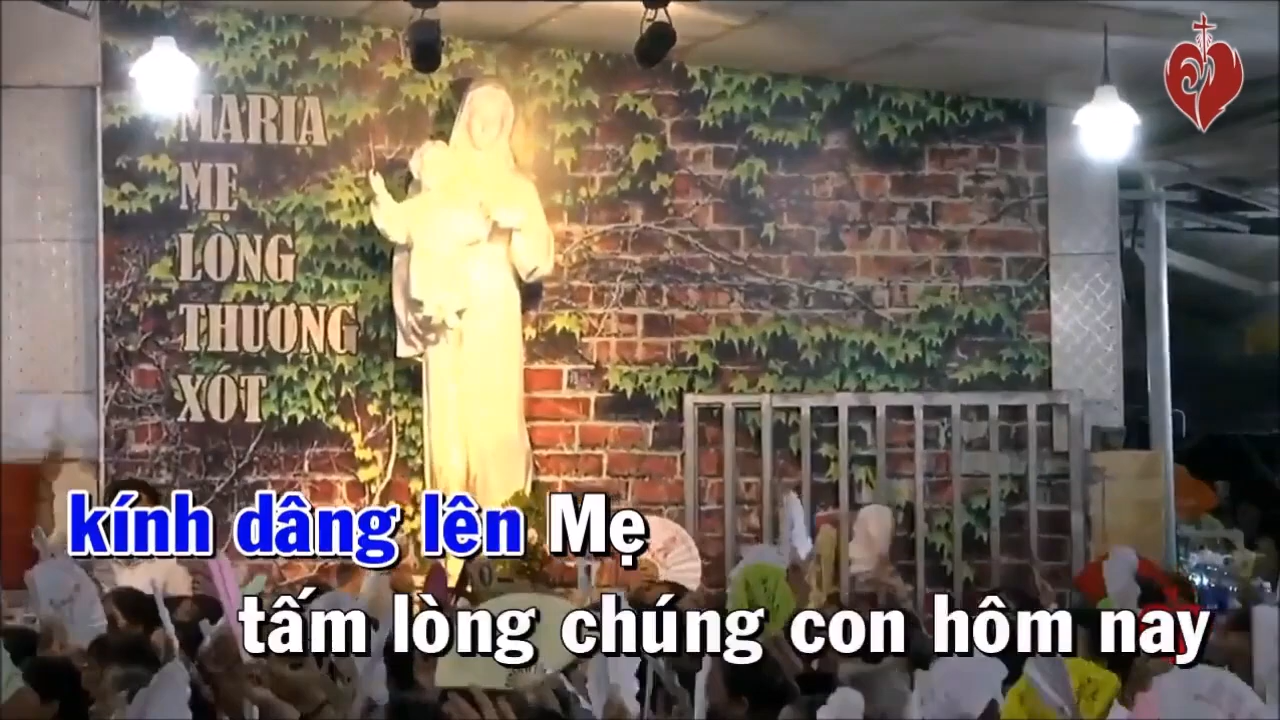 MARIA
MẸ
LÒNG
THƯƠNG
XÓT
kính dâng lên Mẹ
tấm lòng chúng con hôm nay